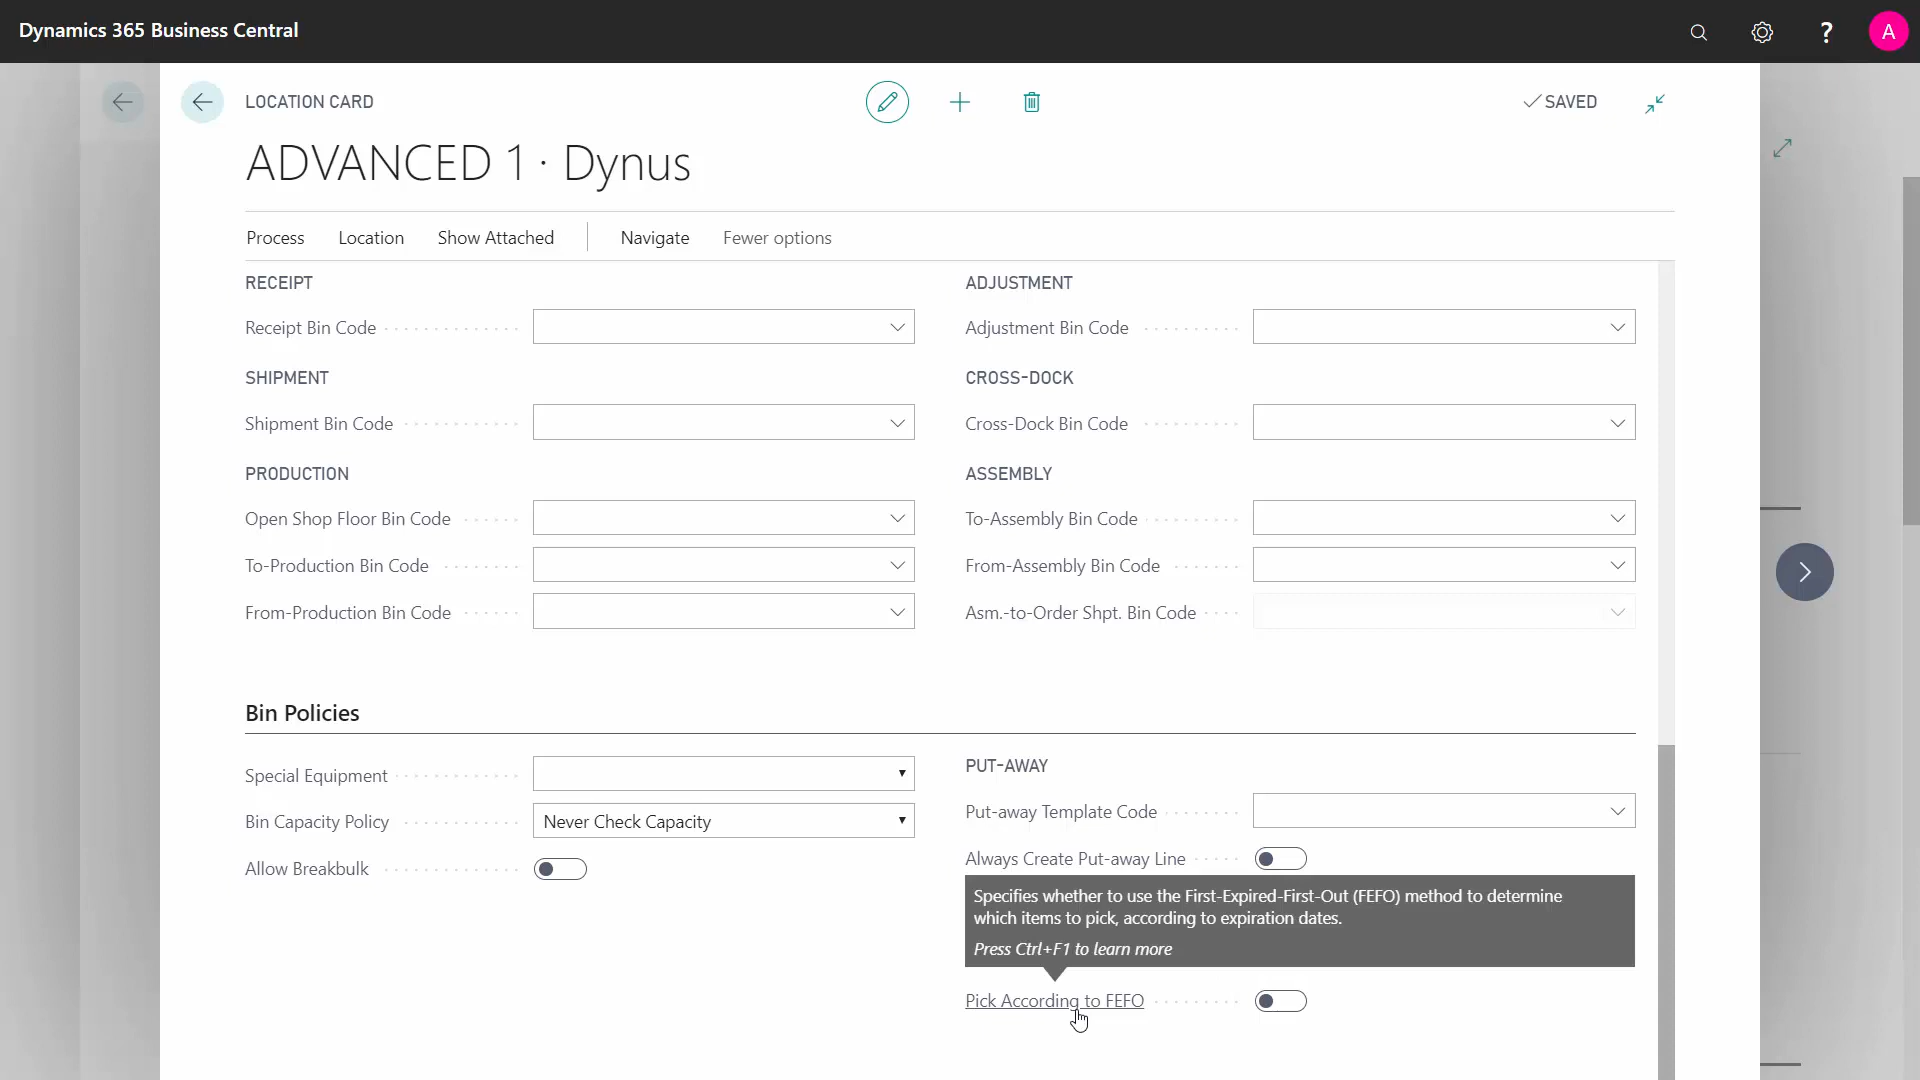 Dynamics 365 Business Central
A
LOCATION CARD
SAVED
ADVANCED 1 · Dynus
Process Location Show Attached Navigate Fewer options
RECEIPT
Receipt Bin Code
SHIPMENT
Shipment Bin Code
PRODUCTION
Open Shop Floor Bin Code
To-Production Bin Code
From-Production Bin Code
ADJUSTMENT
Adjustment Bin Code
CROSS-DOCK
Cross-Dock Bin Code
ASSEMBLY
To-Assembly Bin Code
From-Assembly Bin Code
Asm.-to-Order Shpt. Bin Code
Bin Policies
Special Equipment
Bin Capacity Policy Never Check Capacity
Allow Breakbulk
PUT-AWAY
Put-away Template Code
Always Create Put-away Line
Specifies whether to use the First-Expired-First-Out (FEFO) method to determine
which items to pick, according to expiration dates.
Press Ctrl+F1 to learn more
Pick According to FEFO